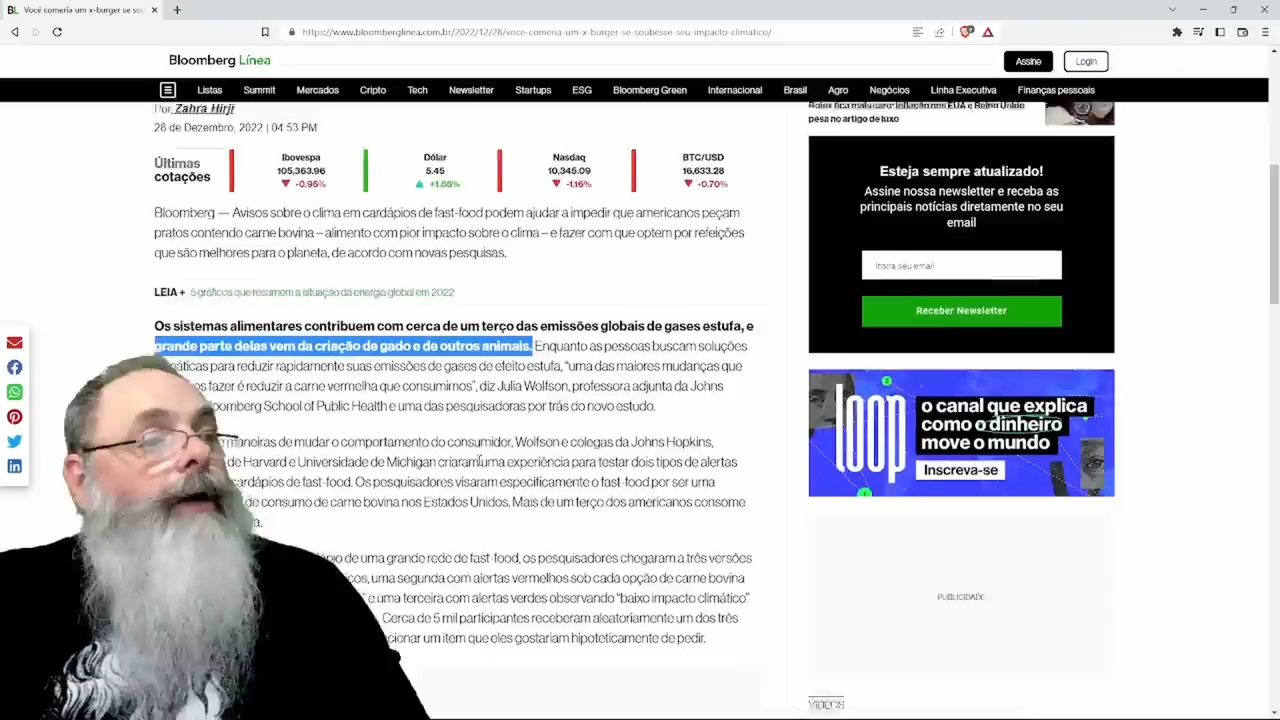 BL Você comeria um x-burger se sou
https://www.bloomberglinea.com.br/2022/12/28/voce-comeria-um-x-burger-se-soubesse-seu-impacto-climatico/
Bloomberg Línea
Assine
Login
Listas Summit Mercados Cripto Tech Newsletter Startups ESG Bloomberg Green Internacional Brasil Agro Negócios Linha Executiva Finanças pessoais
Por Zahra Hirji
28 de Dezembro, 2022 | 04:53 PM
Últimas
cotações
Ibovespa
105,363.96
-0.95%
Dólar
5.45
+1.68%
Nasdaq
10,345.09
-1.16%
BTC/USD
16,633.28
-0.70%
Bloomberg — Avisos sobre o clima em cardápios de fast-food podem ajudar a impedir que americanos peçam
pratos contendo carne bovina – alimento com pior impacto sobre o clima – e fazer com que optem por refeições
que são melhores para o planeta, de acordo com novas pesquisas.
LEIA + 5 gráficos que resumem a situação da energia global em 2022
Os sistemas alimentares contribuem com cerca de um terço das emissões globais de gases estufa, e
grande parte delas vem da criação de gado e de outros animais. Enquanto as pessoas buscam soluções
para reduzir rapidamente suas emissões de gases de efeito estufa, “uma das maiores mudanças que
fazer é reduzir a carne vermelha que consumimos”, diz Julia Wolfson, professora adjunta da Johns
School of Public Health e uma das pesquisadoras por trás do novo estudo.
maneiras de mudar o comportamento do consumidor, Wolfson e colegas da Johns Hopkins,
de Harvard e Universidade de Michigan criaram uma experiência para testar dois tipos de alertas
de fast-food. Os pesquisadores visaram especificamente o fast-food por ser uma
de consumo de carne bovina nos Estados Unidos. Mais de um terço dos americanos consome
de uma grande rede de fast-food, os pesquisadores chegaram a três versões
uma segunda com alertas vermelhos sob cada opção de carne bovina
e uma terceira com alertas verdes observando “baixo impacto climático”
Cerca de 5 mil participantes receberam aleatoriamente um dos três
um item que eles gostariam hipoteticamente de pedir.
pesa no artigo de luxo
Esteja sempre atualizado!
Assine nossa newsletter e receba as
principais notícias diretamente no seu
email
Insira seu email
Receber Newsletter
loop
o canal que explica
como o dinheiro
move o mundo
Inscreva-se
PUBLICIDADE
VÍDEOS